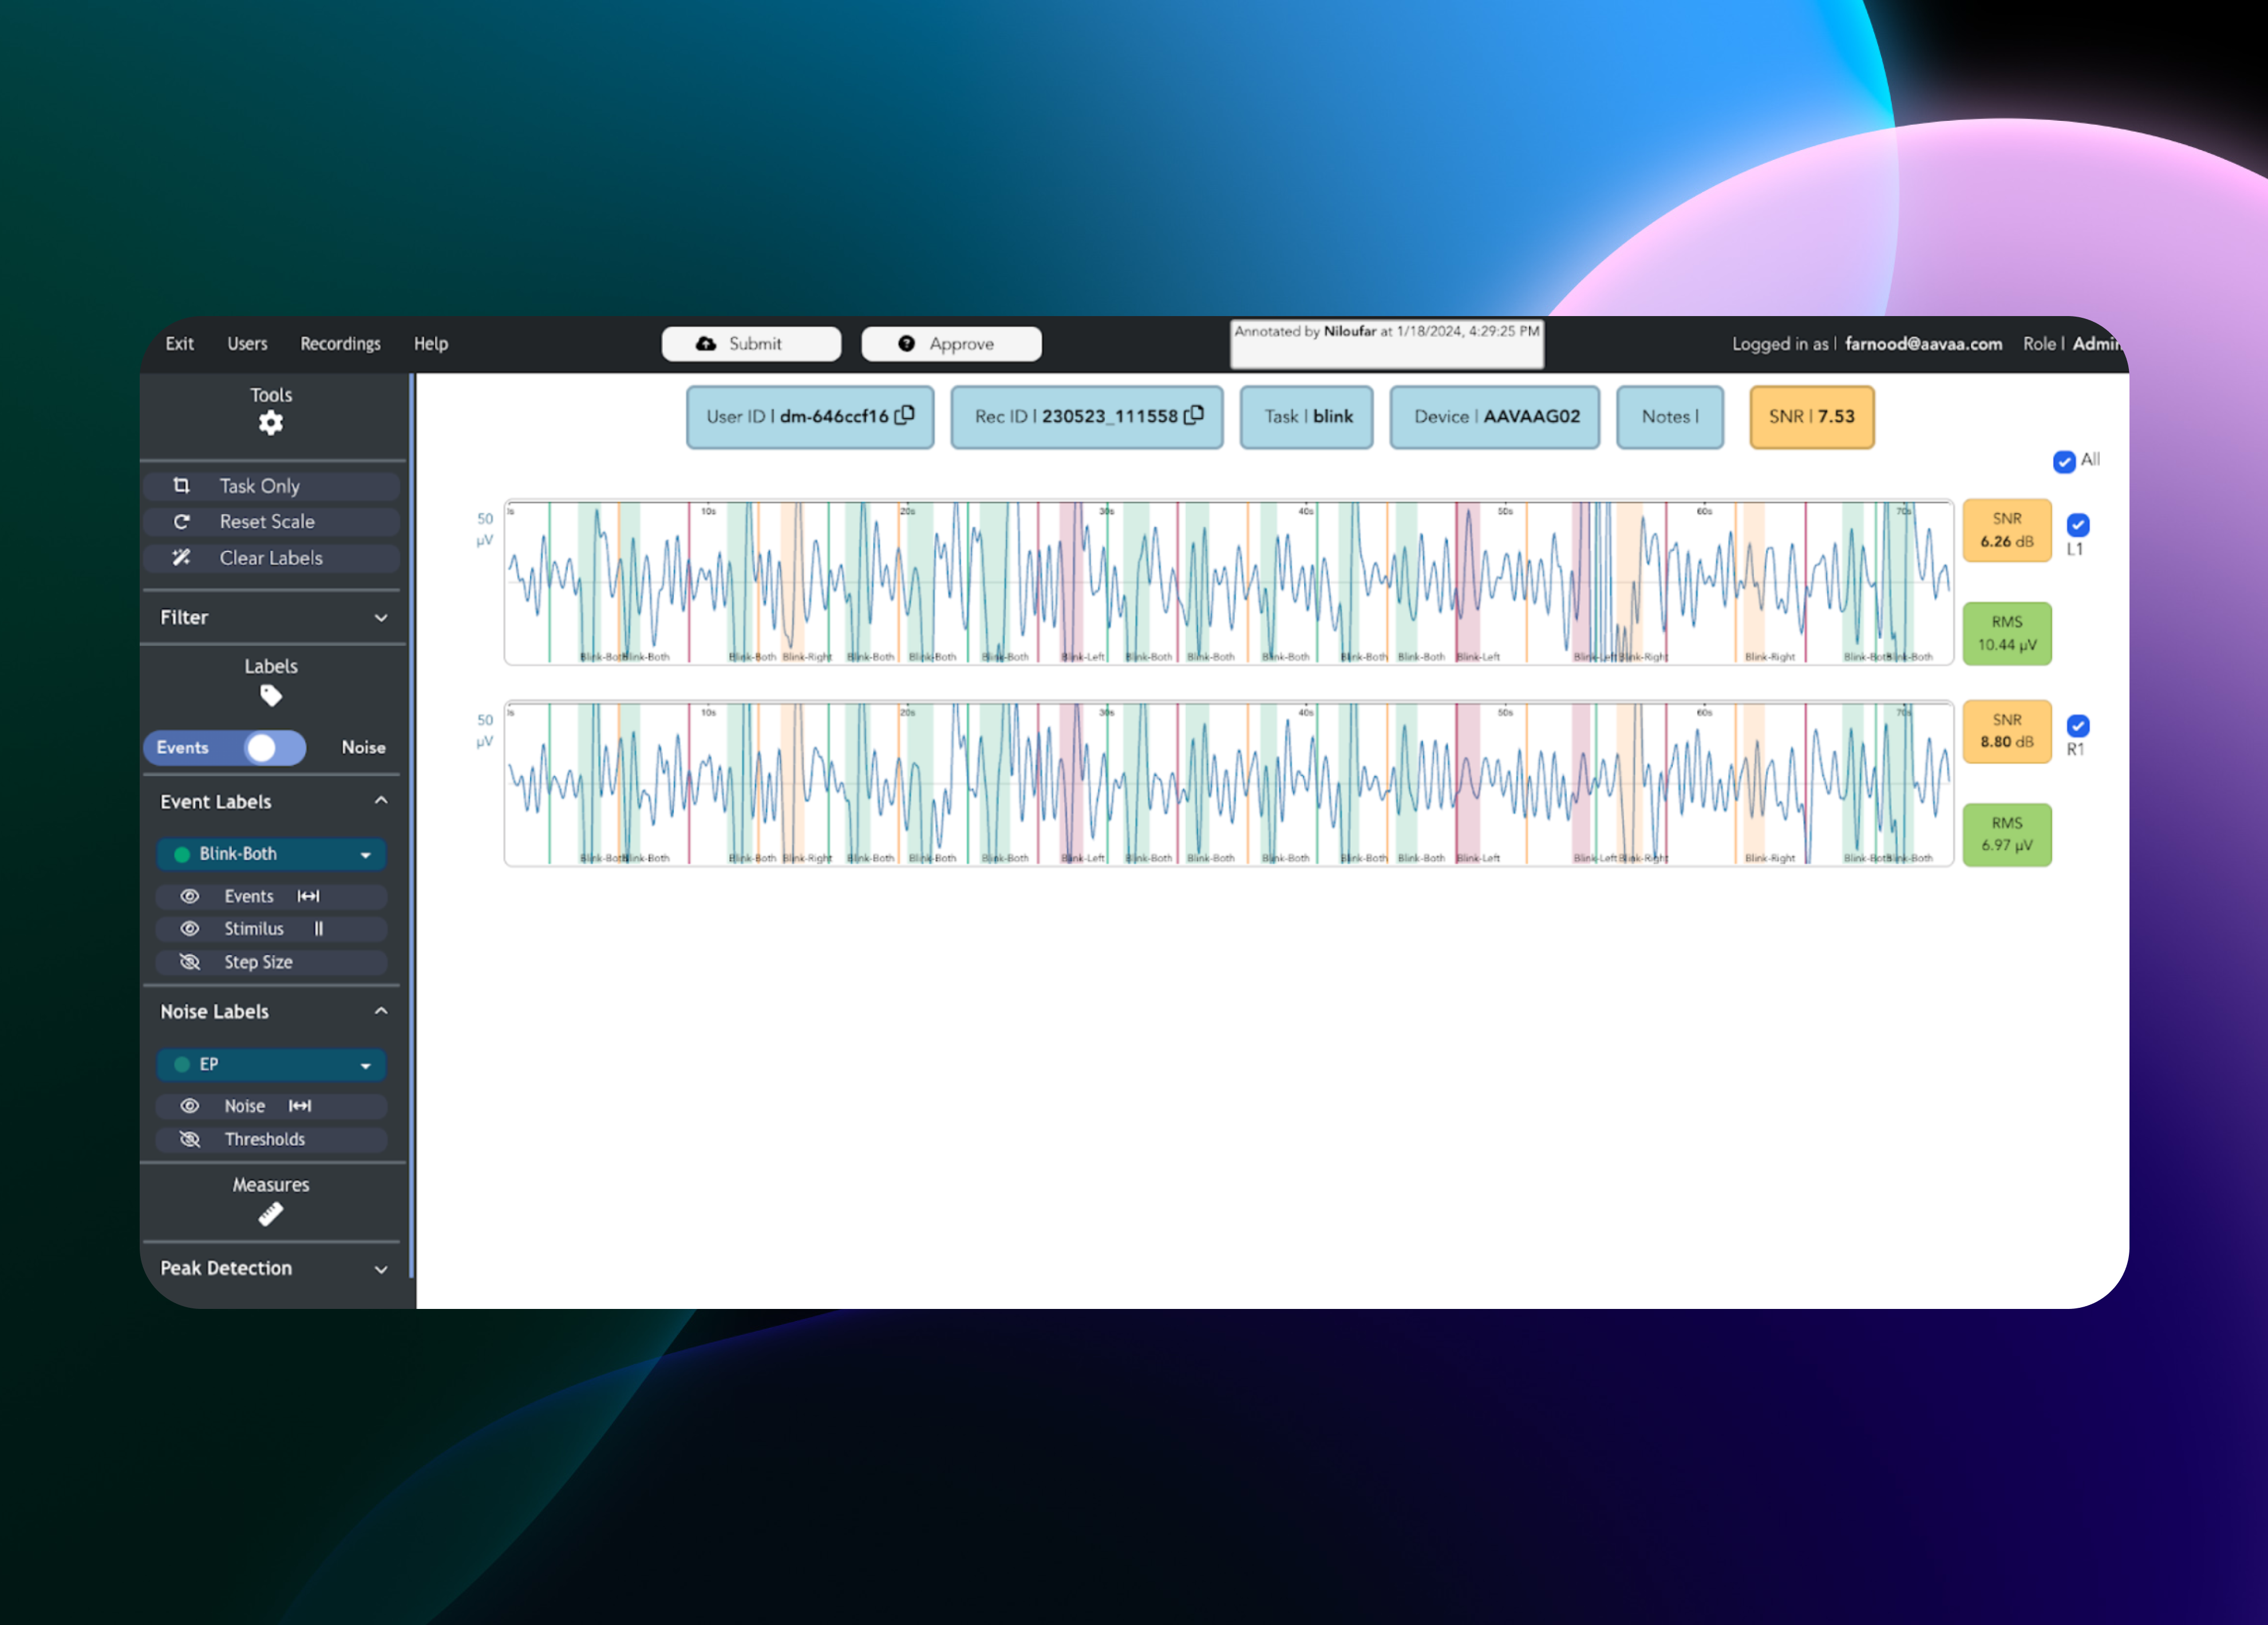 Exit Users Recordings Help Submit Approve Annotated by Niloufar at 1/18/2024, 4:29:25 PM Logged in as | farnood@aavaa.com Role | Admin
Tools
Task Only
Reset Scale
Clear Labels
Filter
Labels
Events Noise
Event Labels
Blink-Both
Events
Stimilus
Step Size
Noise Labels
EP
Noise
Thresholds
Measures
Peak Detection
User ID | dm-646ccf16 Rec ID | 230523_111558 Task | blink Device | AAVAAG02 Notes | SNR | 7.53
All
50
µV
10s 20s 30s 40s 50s 60s 70s
Blink-Both Blink-Both Blink-Right Blink-Both Blink-Both Blink-Both Blink-Left Blink-Both Blink-Both Blink-Both Blink-Both Blink-Both Blink-Left Blink-Left Blink-Right Blink-Right Blink-Both Blink-Both
SNR
6.26 dB
L1
RMS
10.44 µV
50
µV
10s 20s 30s 40s 50s 60s 70s
Blink-Both Blink-Both Blink-Right Blink-Both Blink-Both Blink-Both Blink-Left Blink-Both Blink-Both Blink-Both Blink-Both Blink-Both Blink-Left Blink-Left Blink-Right Blink-Right Blink-Both Blink-Both
SNR
8.80 dB
R1
RMS
6.97 µV